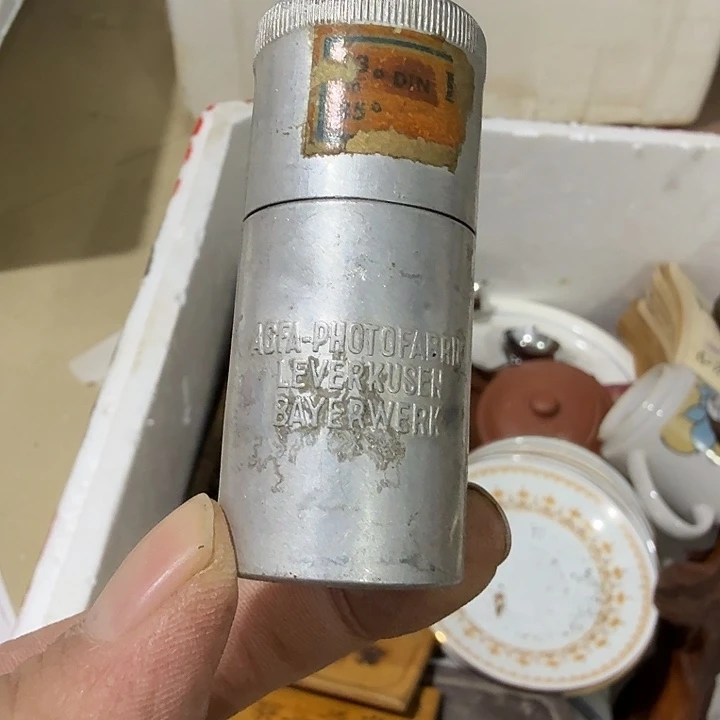 ° DIN
AGFA-PHOTOFABRIK
LEVERKUSEN
BAYERWERK